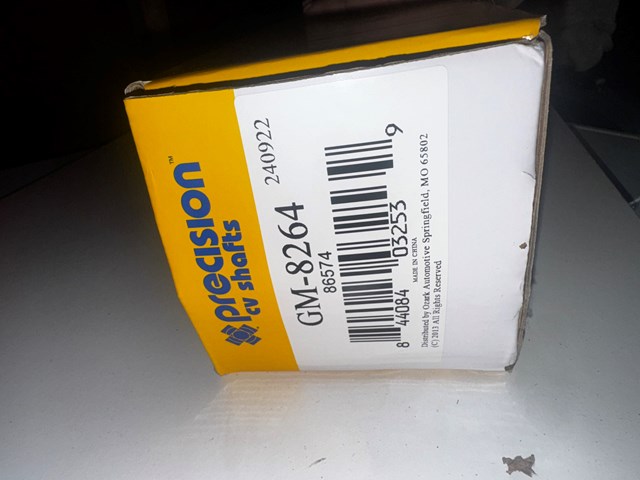 precision™
cv shafts
GM-8264 240922
86574
8 44084 03253 9
MADE IN CHINA
Distributed by Ozark Automotive Springfield, MO 65802
(C) 2013 All Rights Reserved